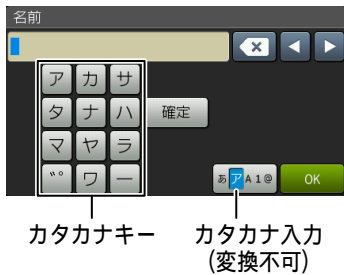 名前
ア カ サ
タ ナ ハ 確定
マ ヤ ラ
゛゜ ワ ー
あアA1@ OK
カタカナキー カタカナ入力
(変換不可)